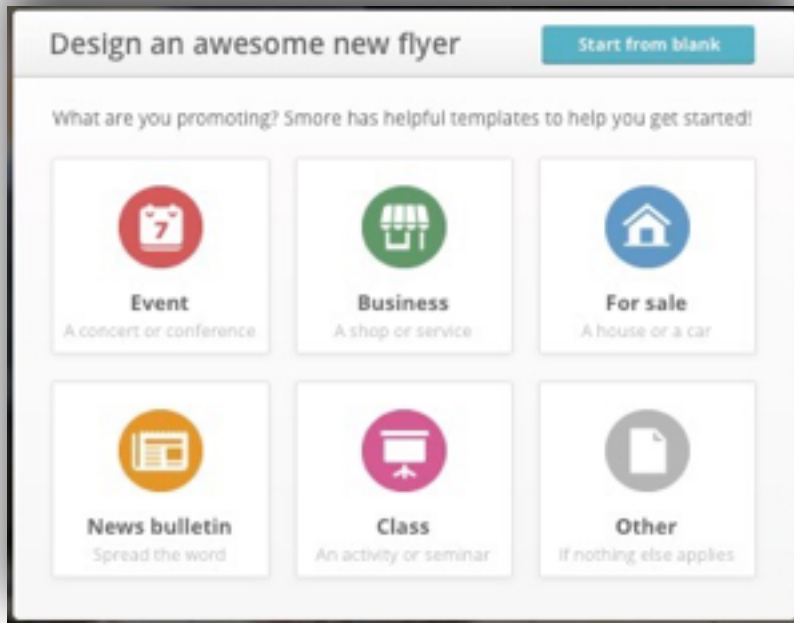 Design an awesome new flyer
Start from blank
What are you promoting? Smore has helpful templates to help you get started!
7
Event
A concert or conference
Business
A shop or service
For sale
A house or a car
News bulletin
Spread the word
Class
An activity or seminar
Other
If nothing else applies